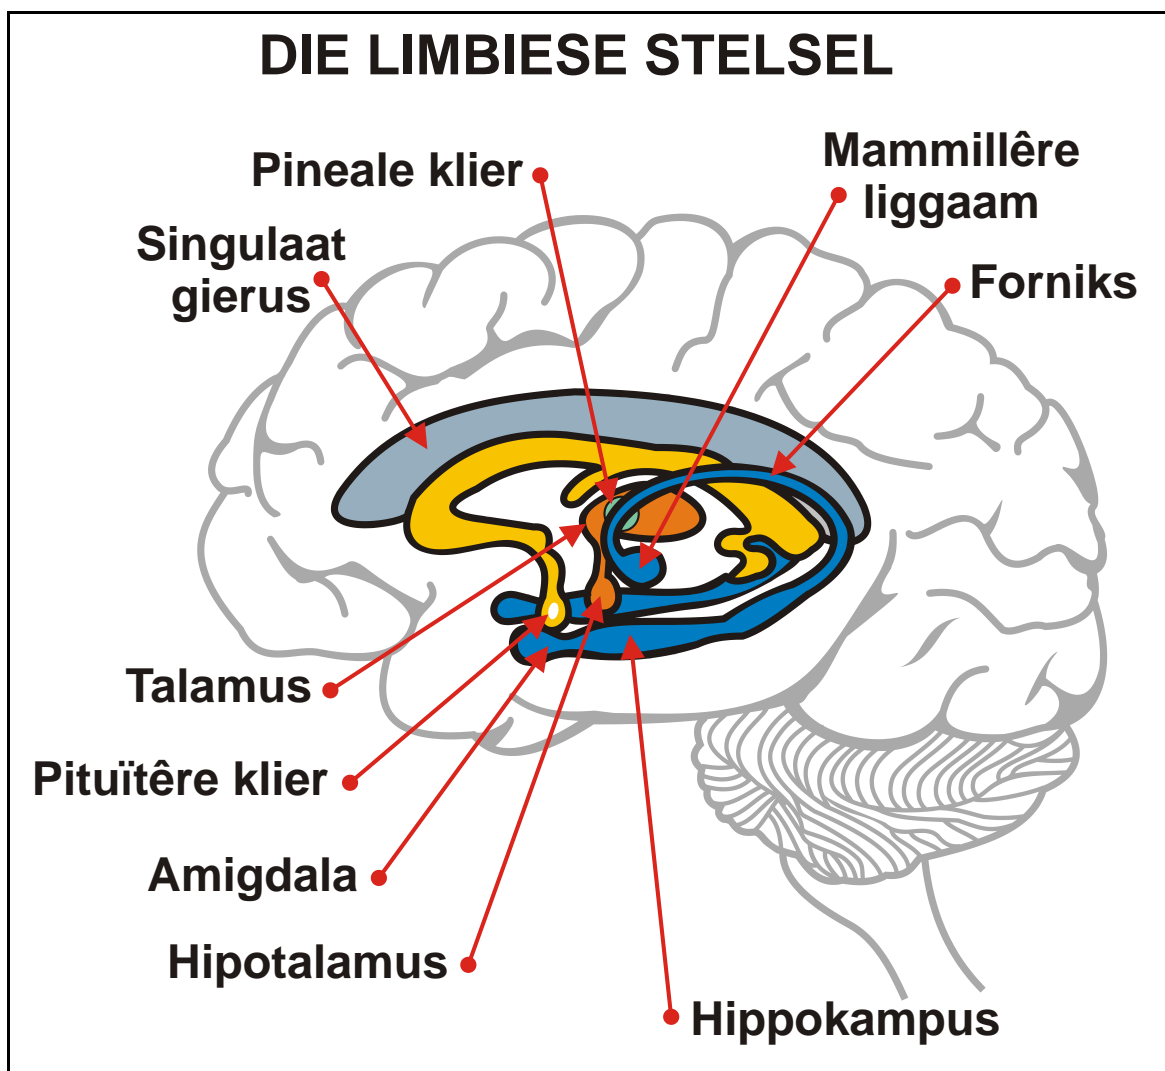 DIE LIMBIESE STELSEL
Pineale klier
Mammillêre
liggaam
Singulaat
gierus
Forniks
Talamus
Pituïtêre klier
Amigdala
Hipotalamus
Hippokampus